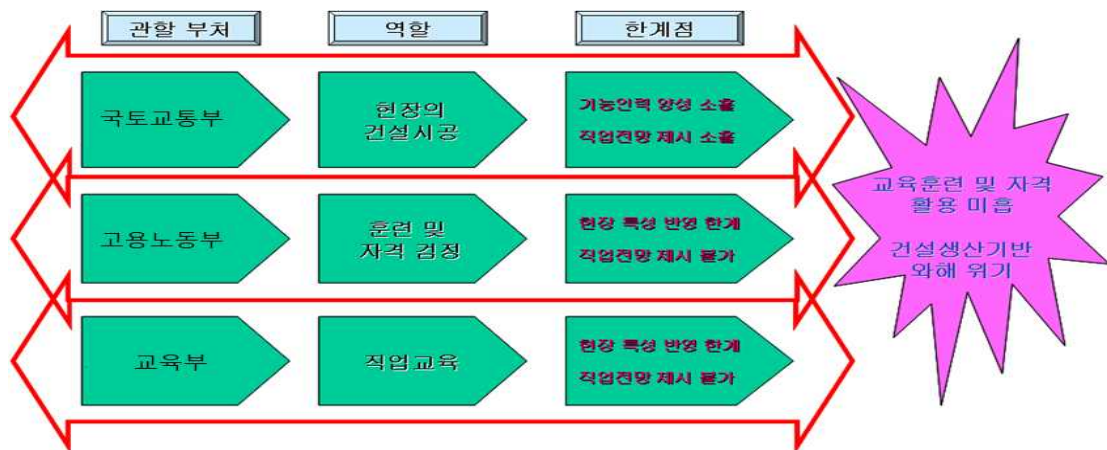 관할 부처
역할
한계점
국토교통부
현장의
건설시공
기능인력 양성 소홀
직업전망 제시 소홀
고용노동부
훈련 및
자격 검정
현장 특성 반영 한계
직업전망 제시 불가
교육부
직업교육
현장 특성 반영 한계
직업전망 제시 불가
교육훈련 및 자격
활용 미흡
건설생산기반
와해 위기